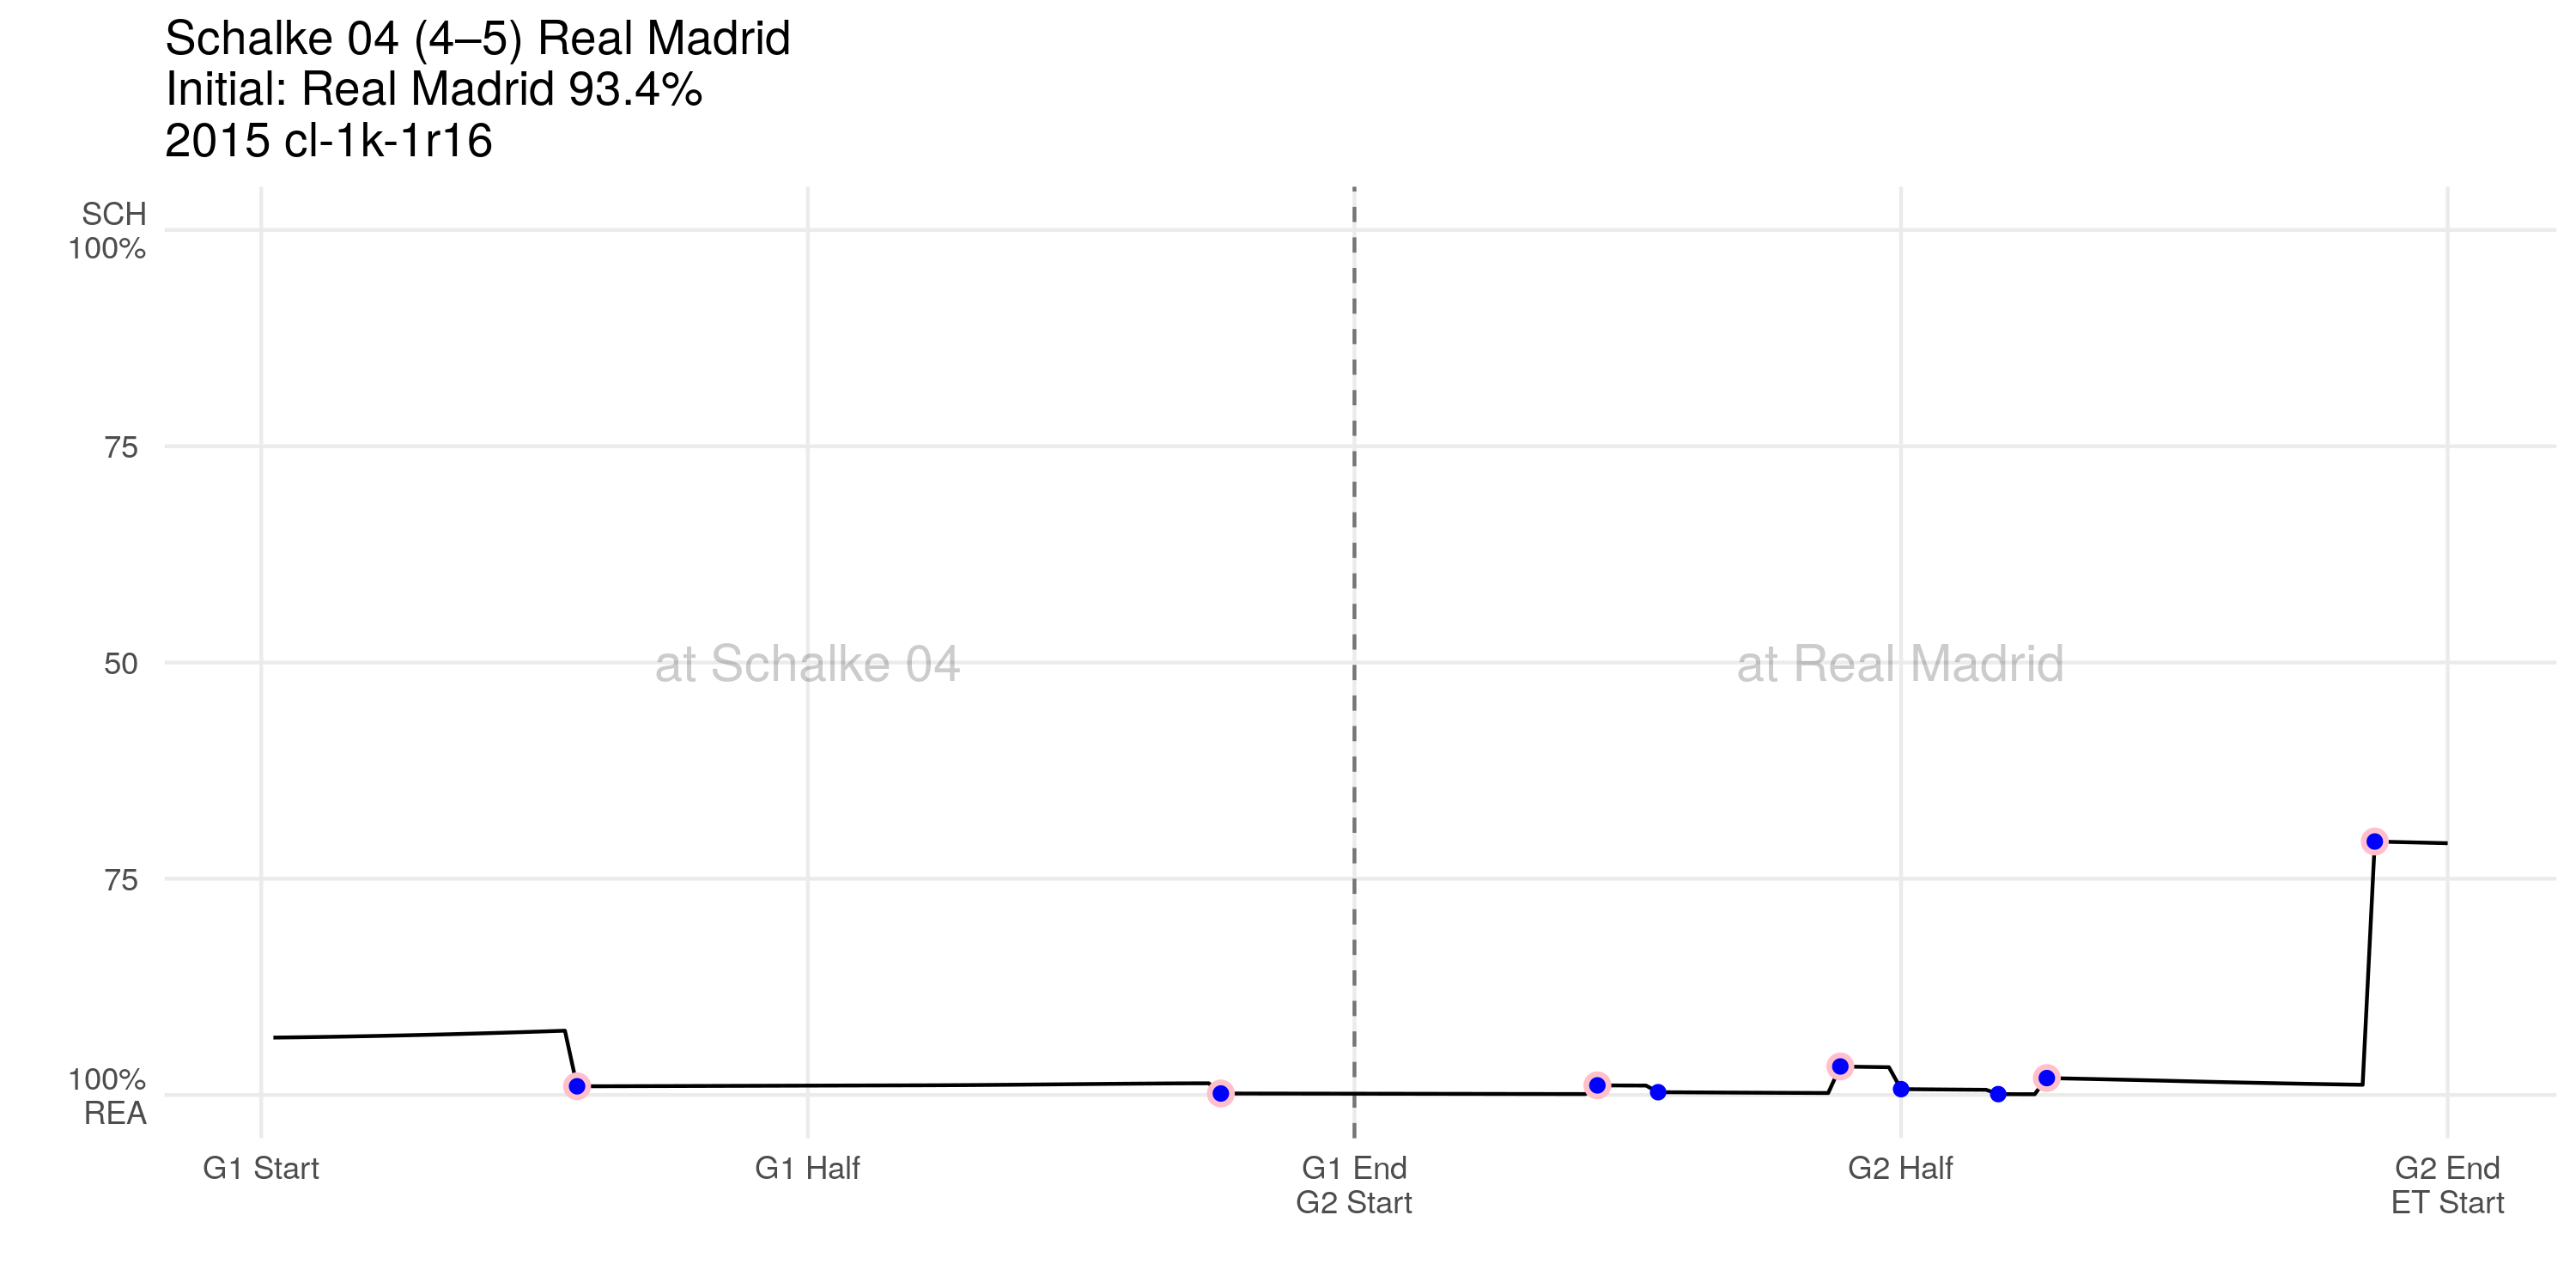 Schalke 04 (4–5) Real Madrid
Initial: Real Madrid 93.4%
2015 cl-1k-1r16
SCH
100%
75
50
75
100%
REA
at Schalke 04
at Real Madrid
G1 Start
G1 Half
G1 End
G2 Start
G2 Half
G2 End
ET Start